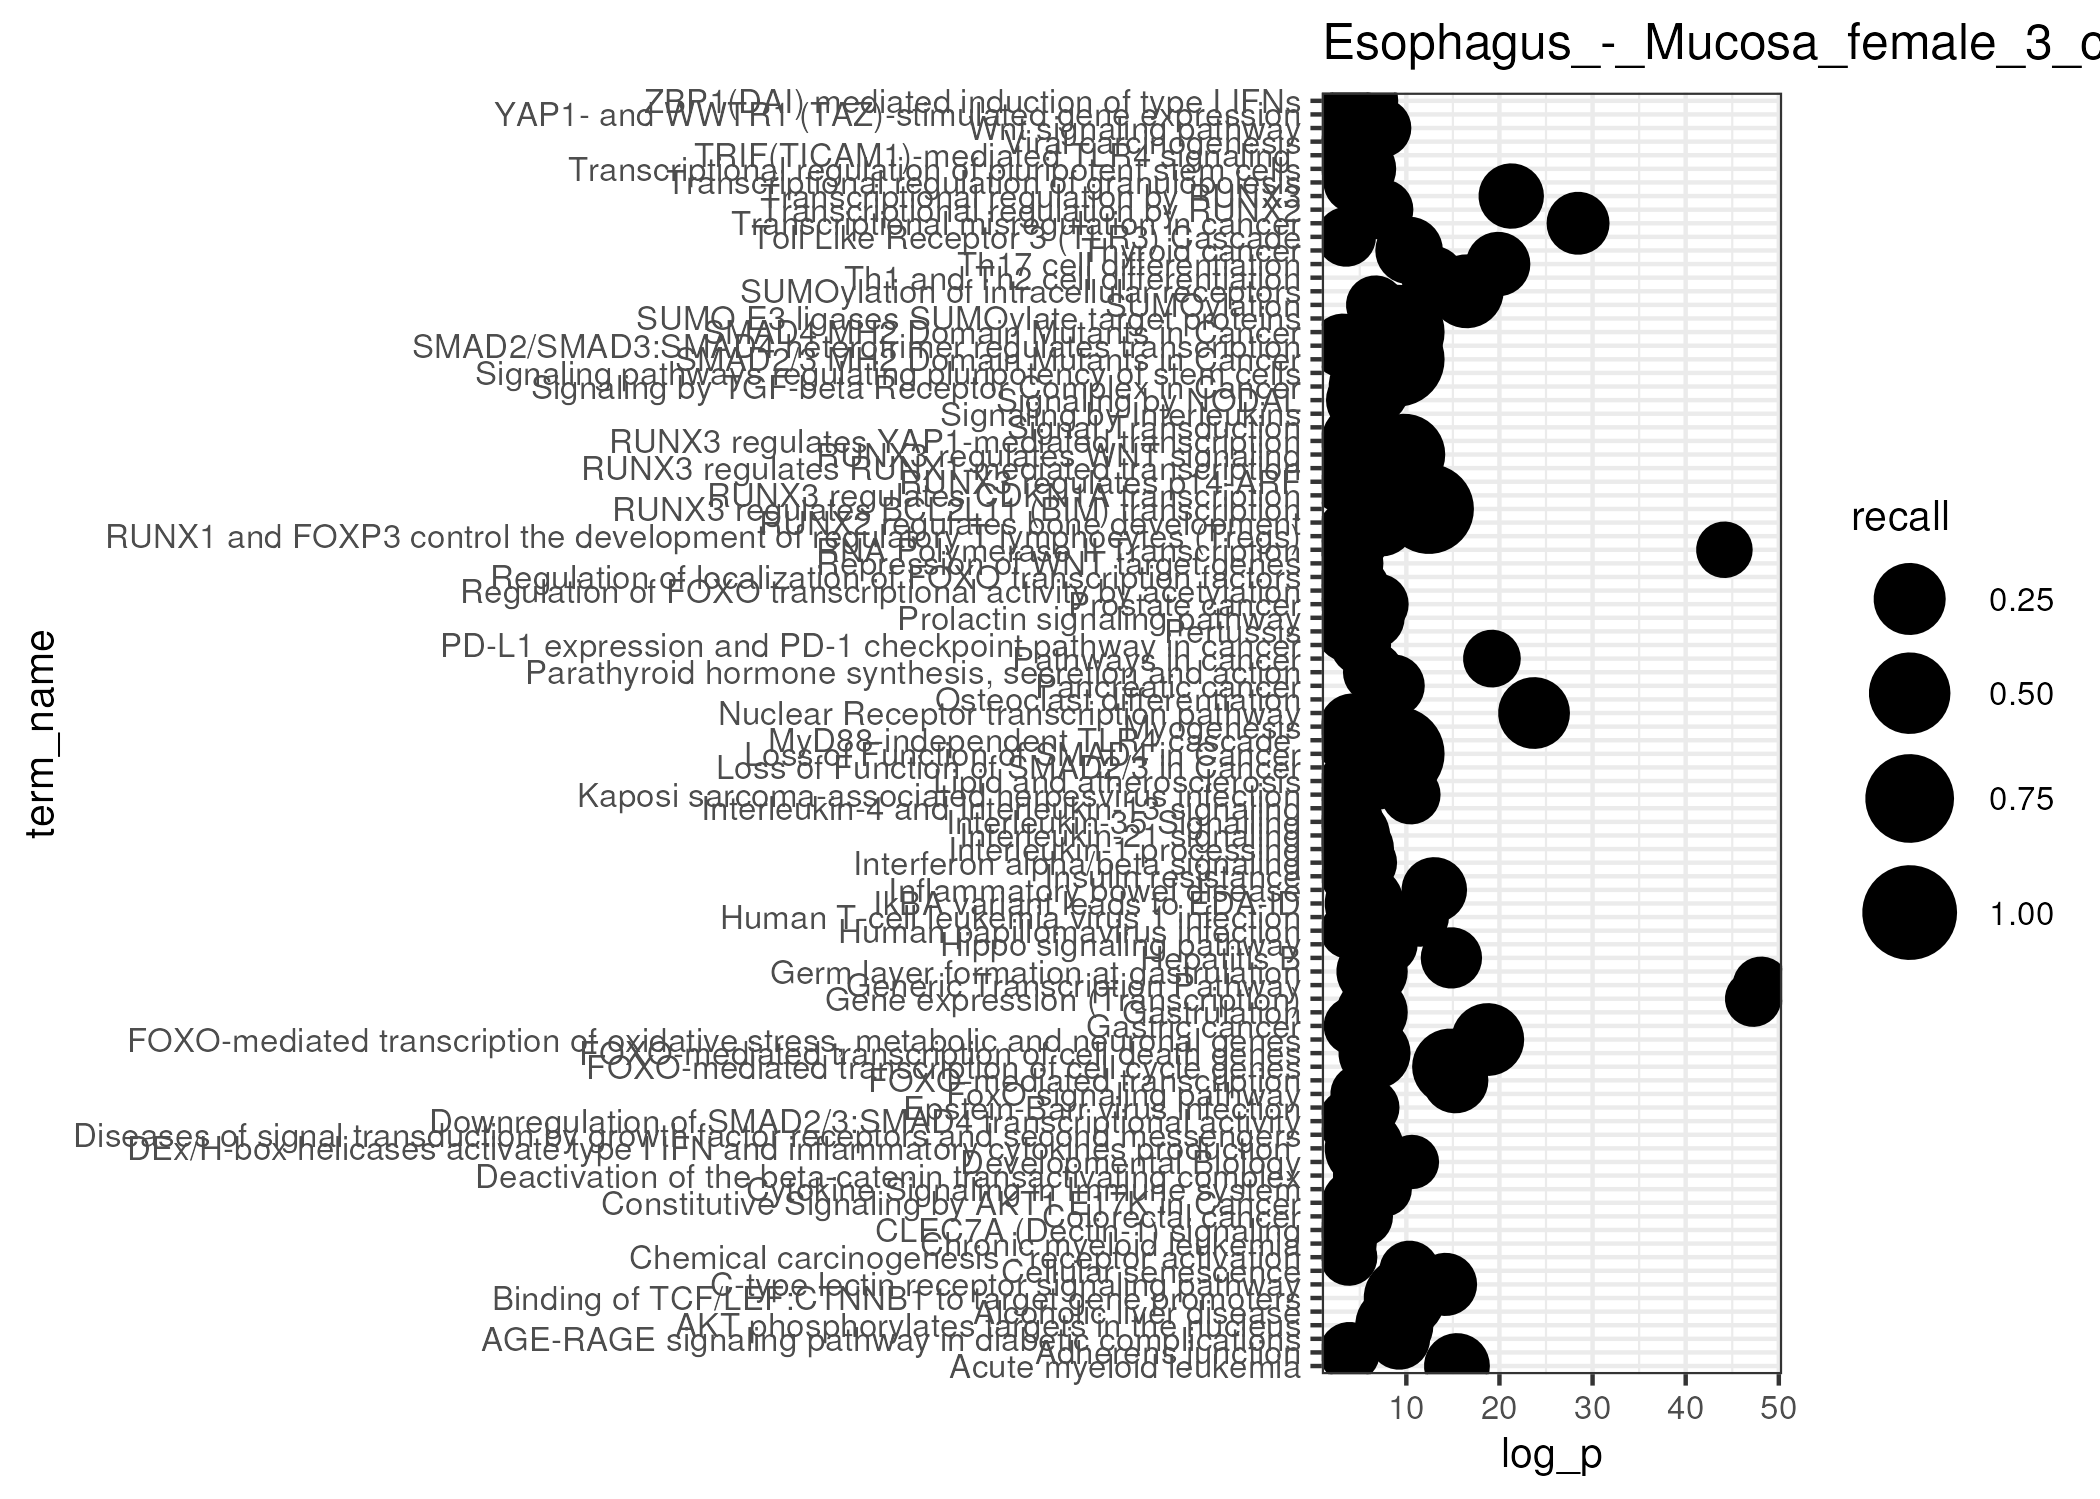 Esophagus_-_Mucosa_female_3_c
term_name
ZBP1(DAI) mediated induction of type I IFNs
YAP1- and WWTR1 (TAZ)-stimulated gene expression
Wnt signaling pathway
Viral carcinogenesis
TRIF(TICAM1)-mediated TLR4 signaling
Transcriptional regulation of pluripotent stem cells
Transcriptional regulation of granulopoiesis
Transcriptional regulation by RUNX3
Transcriptional regulation by RUNX2
Transcriptional misregulation in cancer
Toll Like Receptor 3 (TLR3) Cascade
Thyroid cancer
Th17 cell differentiation
Th1 and Th2 cell differentiation
SUMOylation of intracellular receptors
SUMOylation
SUMO E3 ligases SUMOylate target proteins
SMAD4 MH2 Domain Mutants in Cancer
SMAD2/SMAD3:SMAD4 heterotrimer regulates transcription
SMAD2/3 MH2 Domain Mutants in Cancer
Signaling pathways regulating pluripotency of stem cells
Signaling by TGF-beta Receptor Complex in Cancer
Signaling by NODAL
Signaling by Interleukins
Signal Transduction
RUNX3 regulates YAP1-mediated transcription
RUNX3 regulates WNT signaling
RUNX3 regulates RUNX1-mediated transcription
RUNX3 regulates p14-ARF
RUNX3 regulates CDKN1A transcription
RUNX3 regulates BCL2L11 (BIM) transcription
RUNX2 regulates bone development
RUNX1 and FOXP3 control the development of regulatory T lymphocytes (Tregs)
RNA Polymerase II Transcription
Repression of WNT target genes
Regulation of localization of FOXO transcription factors
Regulation of FOXO transcriptional activity by acetylation
Prostate cancer
Prolactin signaling pathway
Pertussis
PD-L1 expression and PD-1 checkpoint pathway in cancer
Pathways in cancer
Parathyroid hormone synthesis, secretion and action
Pancreatic cancer
Osteoclast differentiation
Nuclear Receptor transcription pathway
Myogenesis
MyD88-independent TLR4 cascade
Loss of Function of SMAD4 in Cancer
Loss of Function of SMAD2/3 in Cancer
Lipid and atherosclerosis
Kaposi sarcoma-associated herpesvirus infection
Interleukin-4 and Interleukin-13 signaling
Interleukin-35 Signalling
Interleukin-21 signaling
Interleukin-1 processing
Interferon alpha/beta signaling
Insulin resistance
Inflammatory bowel disease
IkBA variant leads to EDA-ID
Human T-cell leukemia virus 1 infection
Human papillomavirus infection
Hippo signaling pathway
Hepatitis B
Germ layer formation at gastrulation
Generic Transcription Pathway
Gene expression (Transcription)
Gastrulation
Gastric cancer
FOXO-mediated transcription of oxidative stress, metabolic and neuronal genes
FOXO-mediated transcription of cell death genes
FOXO-mediated transcription of cell cycle genes
FOXO-mediated transcription
FoxO signaling pathway
Epstein-Barr virus infection
Downregulation of SMAD2/3:SMAD4 transcriptional activity
Diseases of signal transduction by growth factor receptors and second messengers
DEx/H-box helicases activate type I IFN and inflammatory cytokines production
Developmental Biology
Deactivation of the beta-catenin transactivating complex
Cytokine Signaling in Immune system
Constitutive Signaling by AKT1 E17K in Cancer
Colorectal cancer
CLEC7A (Dectin-1) signaling
Chronic myeloid leukemia
Chemical carcinogenesis - receptor activation
Cellular senescence
C-type lectin receptor signaling pathway
Binding of TCF/LEF:CTNNB1 to target gene promoters
Alcoholic liver disease
AKT phosphorylates targets in the nucleus
AGE-RAGE signaling pathway in diabetic complications
Adherens junction
Acute myeloid leukemia
10 20 30 40 50
log_p
recall
0.25
0.50
0.75
1.00